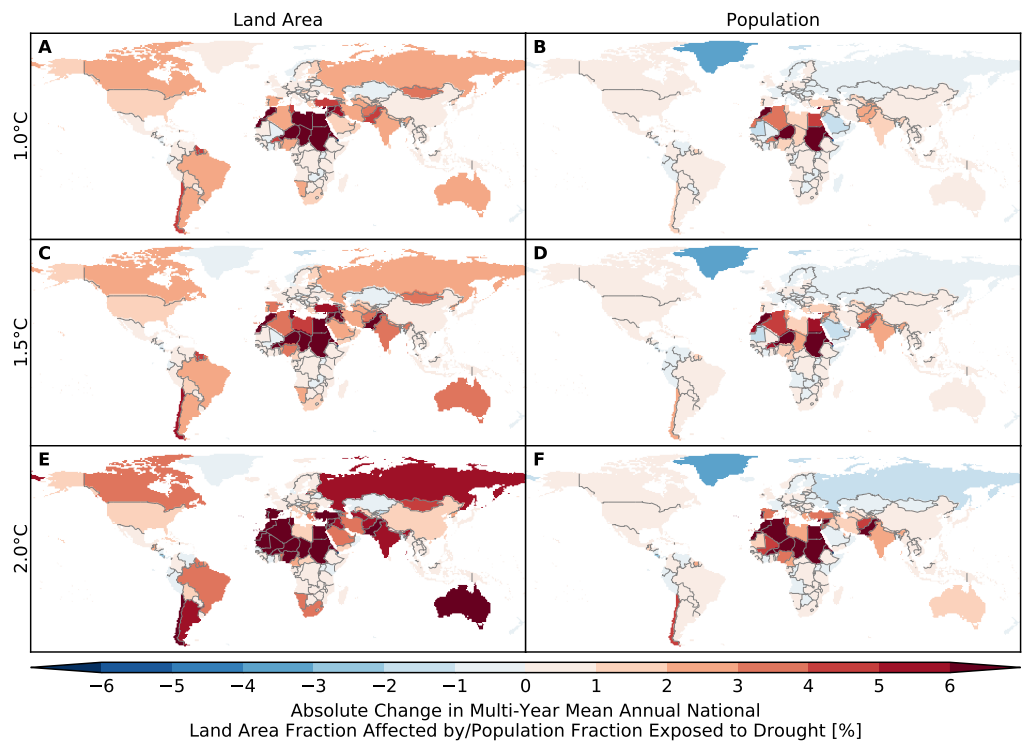 Land Area
Population
A
B
1.0°C
C
D
1.5°C
E
F
2.0°C
−6 −5 −4 −3 −2 −1 0 1 2 3 4 5 6
Absolute Change in Multi-Year Mean Annual National
Land Area Fraction Affected by/Population Fraction Exposed to Drought [%]